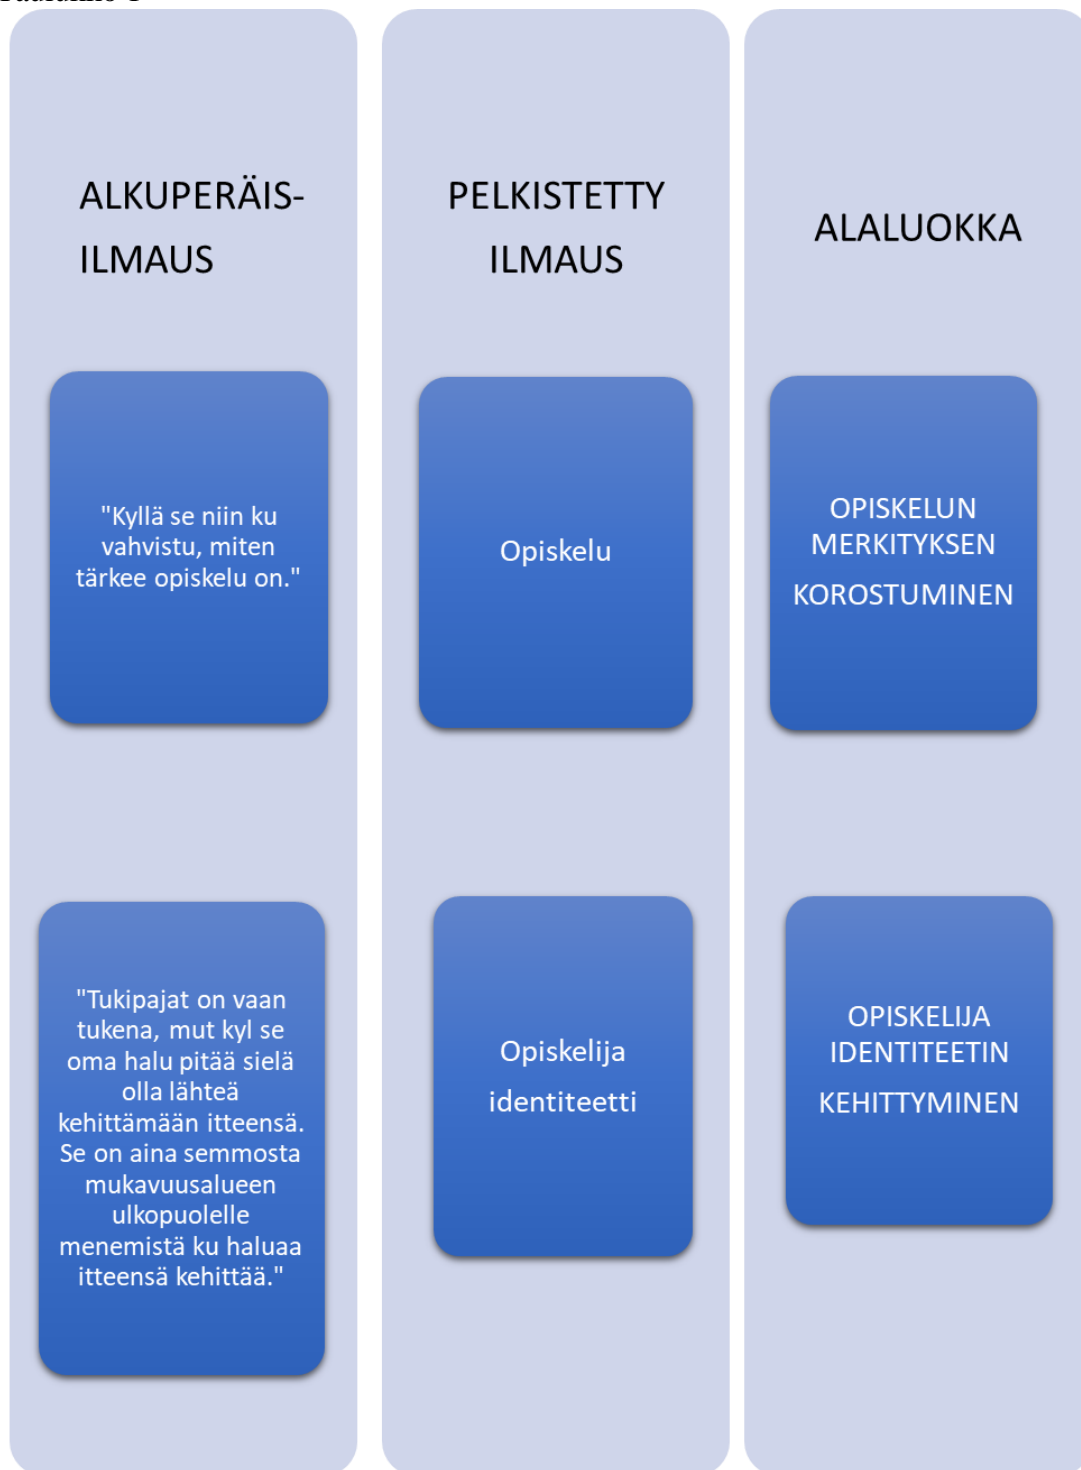 ALKUPERÄIS-
ILMAUS
"Kyllä se niin ku
vahvistu, miten
tärkee opiskelu on."
"Tukipajat on vaan
tukena, mut kyl se
oma halu pitää sielä
olla lähteä
kehittämään itteensä.
Se on aina semmosta
mukavuusalueen
ulkopuolelle
menemistä ku haluaa
itteensä kehittää."
PELKISTETTY
ILMAUS
Opiskelu
Opiskelija
identiteetti
ALALUOKKA
OPISKELUN
MERKITYKSEN
KOROSTUMINEN
OPISKELIJA
IDENTITEETIN
KEHITTYMINEN